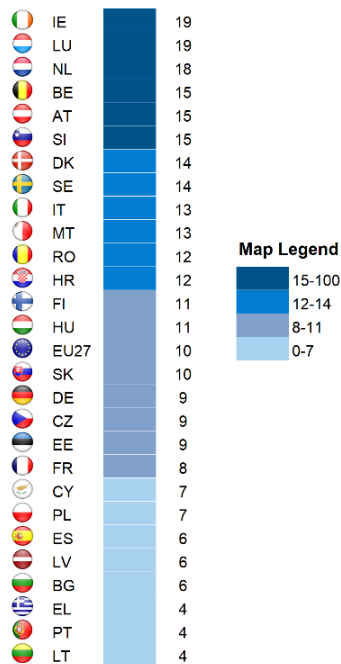 IE 19
LU 19
NL 18
BE 15
AT 15
SI 15
DK 14
SE 14
IT 13
MT 13
RO 12
HR 12
FI 11
HU 11
EU27 10
SK 10
DE 9
CZ 9
EE 9
FR 8
CY 7
PL 7
ES 6
LV 6
BG 6
EL 4
PT 4
LT 4
Map Legend
15-100
12-14
8-11
0-7